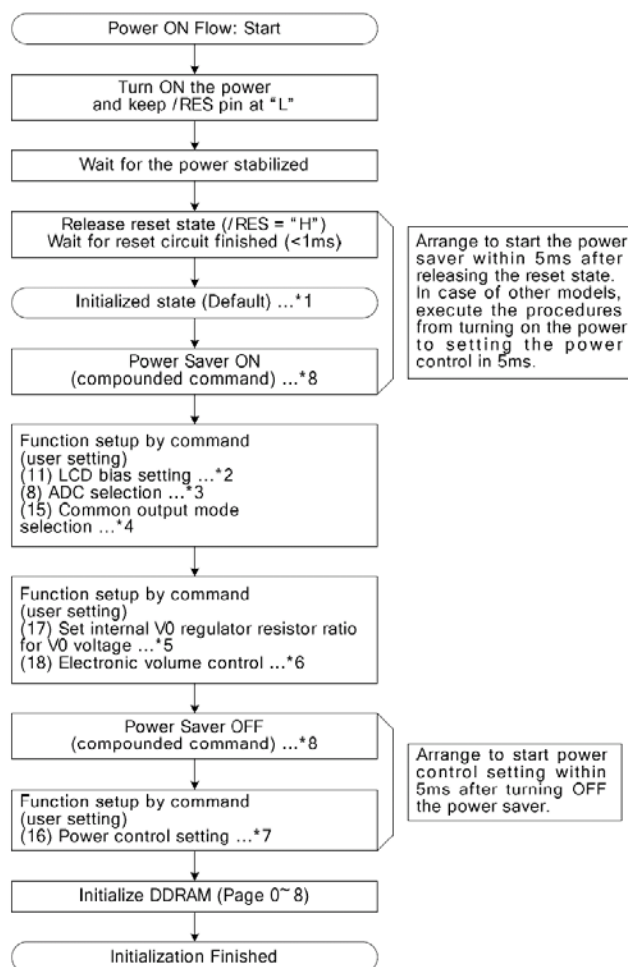 Power ON Flow: Start
Turn ON the power
and keep /RES pin at “L”
Wait for the power stabilized
Release reset state (/RES = “H”)
Wait for reset circuit finished (<1ms)
Arrange to start the power
saver within 5ms after
releasing the reset state.
In case of other models,
execute the procedures
from turning on the power
to setting the power
control in 5ms.
Initialized state (Default) ...*1
Power Saver ON
(compounded command) ...*8
Function setup by command
(user setting)
(11) LCD bias setting ...*2
(8) ADC selection ...*3
(15) Common output mode
selection ...*4
Function setup by command
(user setting)
(17) Set internal V0 regulator resistor ratio
for V0 voltage ...*5
(18) Electronic volume control ...*6
Power Saver OFF
(compounded command) ...*8
Arrange to start power
control setting within
5ms after turning OFF
the power saver.
Function setup by command
(user setting)
(16) Power control setting ...*7
Initialize DDRAM (Page 0~8)
Initialization Finished